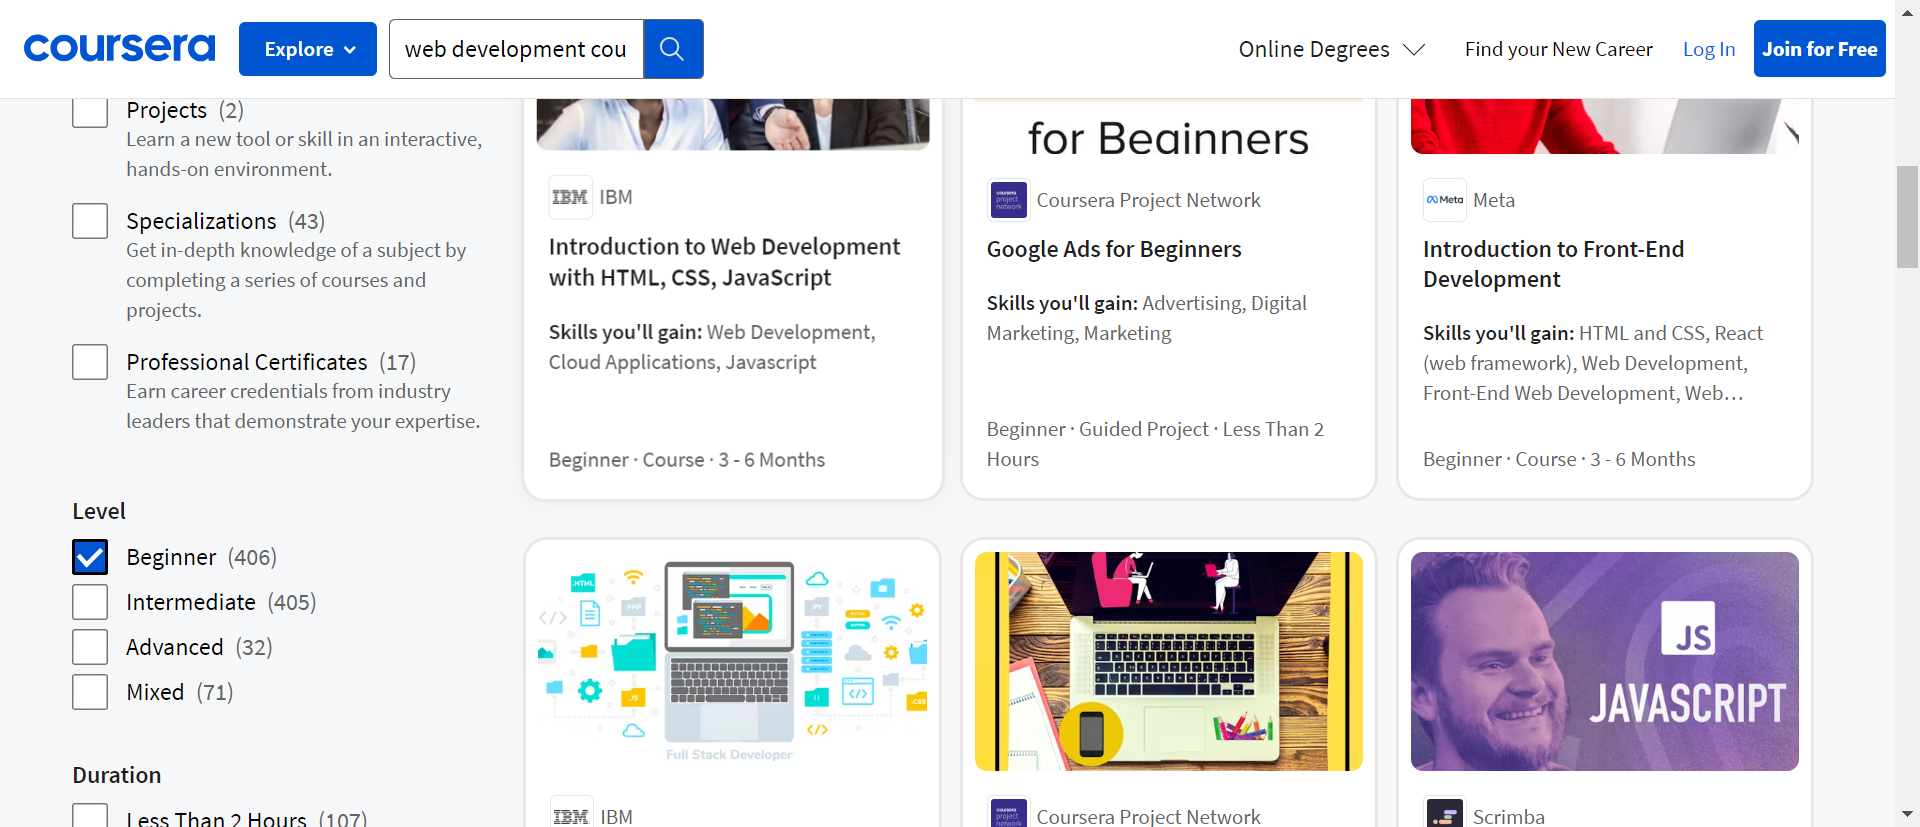 coursera
Explore
web development cou
Online Degrees
Find your New Career
Log In
Join for Free
Projects (2)
Learn a new tool or skill in an interactive,
hands-on environment.
Specializations (43)
Get in-depth knowledge of a subject by
completing a series of courses and
projects.
Professional Certificates (17)
Earn career credentials from industry
leaders that demonstrate your expertise.
Level
Beginner (406)
Intermediate (405)
Advanced (32)
Mixed (71)
Duration
Less Than 2 Hours (107)
IBM IBM
Introduction to Web Development
with HTML, CSS, JavaScript
Skills you'll gain: Web Development,
Cloud Applications, Javascript
Beginner · Course · 3 - 6 Months
for Beginners
coursera
project
network
Coursera Project Network
Google Ads for Beginners
Skills you'll gain: Advertising, Digital
Marketing, Marketing
Beginner · Guided Project · Less Than 2
Hours
Meta Meta
Introduction to Front-End
Development
Skills you'll gain: HTML and CSS, React
(web framework), Web Development,
Front-End Web Development, Web...
Beginner · Course · 3 - 6 Months
.HTML
PHP
.PY
</>
JS
{ }
</>
.CSS
</>
Full Stack Developer
IBM IBM
coursera
project
network
Coursera Project Network
JS
JAVASCRIPT
Scrimba